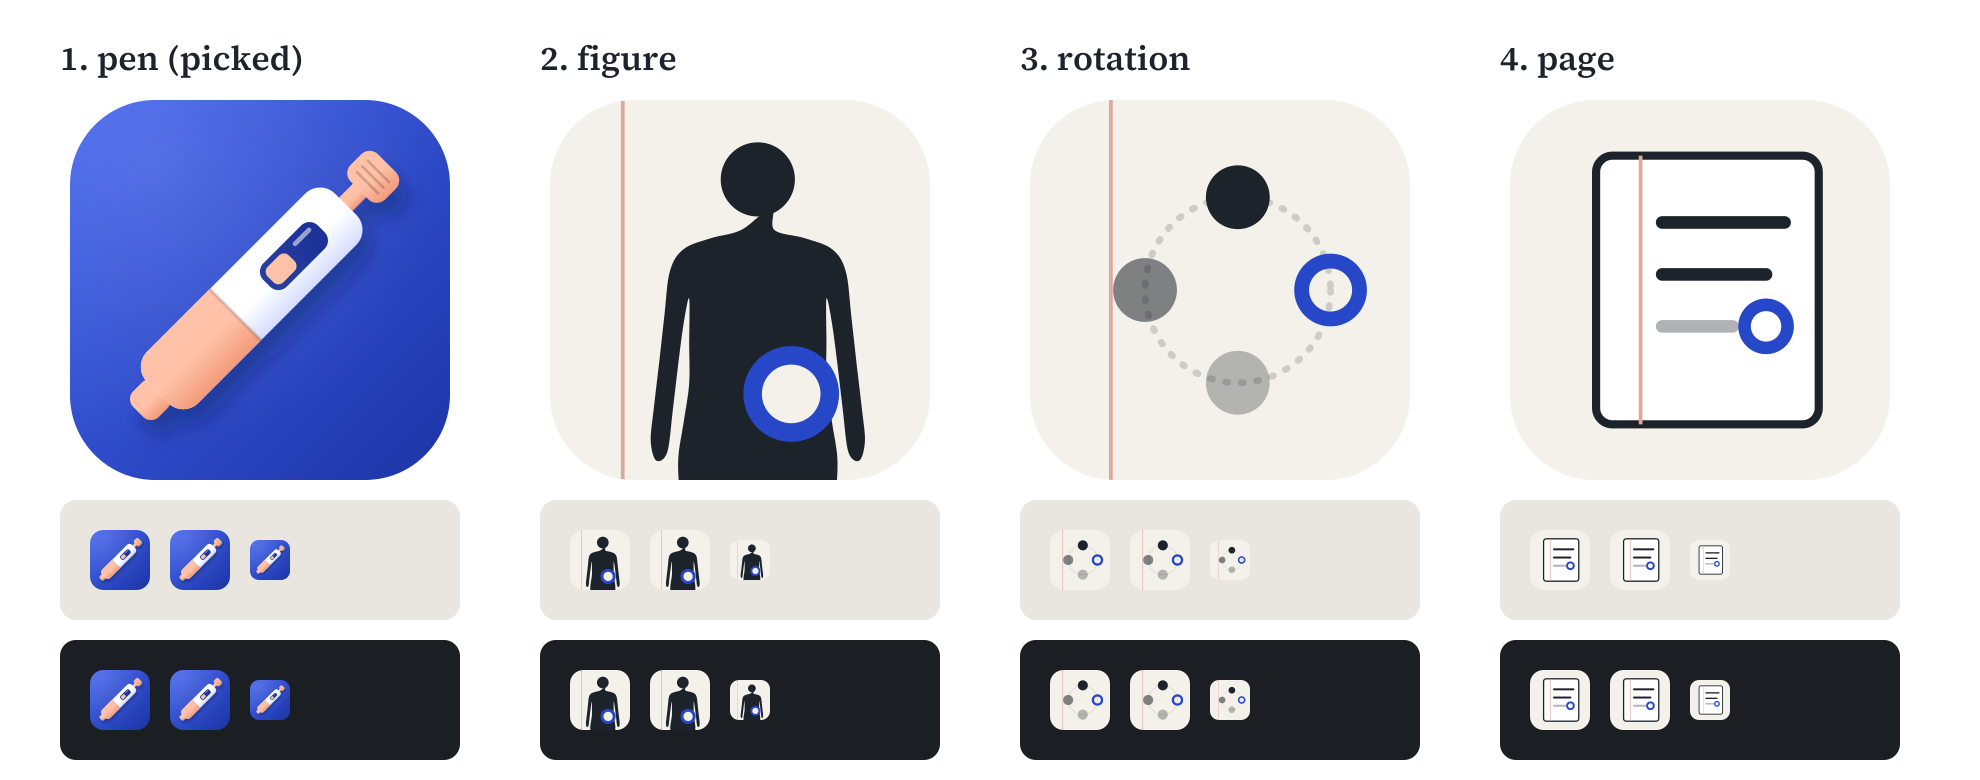 1. pen (picked)
2. figure
3. rotation
4. page